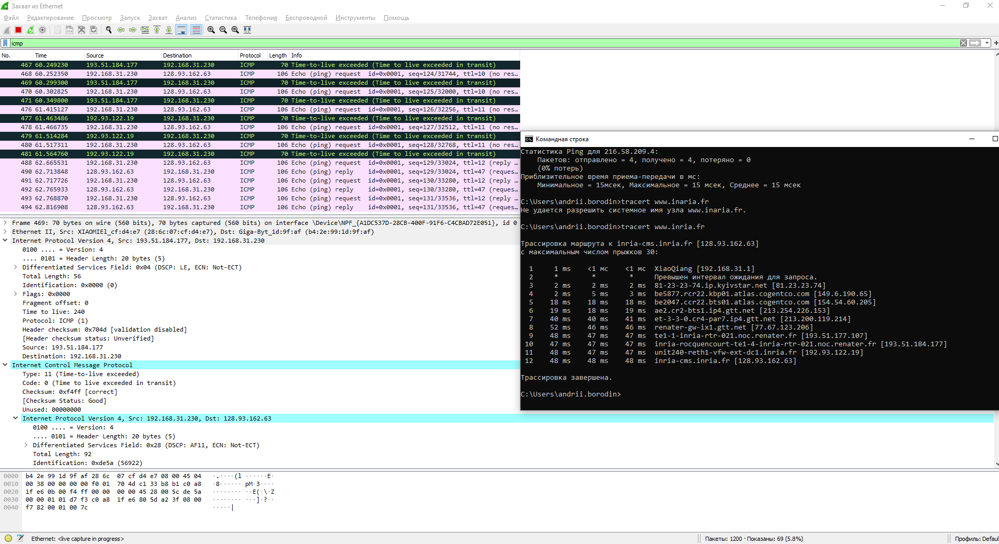 Захват из Ethernet
Файл Редактирование Просмотр Запуск Захват Анализ Статистика Телефония Беспроводной Инструменты Помощь
icmp
No. Time Source Destination Protocol Length Info
467 60.249230 193.51.184.177 192.168.31.230 ICMP 70 Time-to-live exceeded (Time to live exceeded in transit)
468 60.252350 192.168.31.230 128.93.162.63 ICMP 106 Echo (ping) request id=0x0001, seq=124/31744, ttl=10 (no res…
469 60.299300 193.51.184.177 192.168.31.230 ICMP 70 Time-to-live exceeded (Time to live exceeded in transit)
470 60.302825 192.168.31.230 128.93.162.63 ICMP 106 Echo (ping) request id=0x0001, seq=125/32000, ttl=10 (no res…
471 60.349800 193.51.184.177 192.168.31.230 ICMP 70 Time-to-live exceeded (Time to live exceeded in transit)
476 61.415127 192.168.31.230 128.93.162.63 ICMP 106 Echo (ping) request id=0x0001, seq=126/32256, ttl=11 (no res…
477 61.463486 192.93.122.19 192.168.31.230 ICMP 70 Time-to-live exceeded (Time to live exceeded in transit)
478 61.466735 192.168.31.230 128.93.162.63 ICMP 106 Echo (ping) request id=0x0001, seq=127/32512, ttl=11 (no res…
479 61.514284 192.93.122.19 192.168.31.230 ICMP 70 Time-to-live exceeded (Time to live exceeded in transit)
480 61.517311 192.168.31.230 128.93.162.63 ICMP 106 Echo (ping) request id=0x0001, seq=128/32768, ttl=11 (no res…
481 61.564760 192.93.122.19 192.168.31.230 ICMP 70 Time-to-live exceeded (Time to live exceeded in transit)
488 62.665531 192.168.31.230 128.93.162.63 ICMP 106 Echo (ping) request id=0x0001, seq=129/33024, ttl=12 (reply …
490 62.713848 128.93.162.63 192.168.31.230 ICMP 106 Echo (ping) reply id=0x0001, seq=129/33024, ttl=47 (reques…
491 62.717726 192.168.31.230 128.93.162.63 ICMP 106 Echo (ping) request id=0x0001, seq=130/33280, ttl=12 (reply …
492 62.765933 128.93.162.63 192.168.31.230 ICMP 106 Echo (ping) reply id=0x0001, seq=130/33280, ttl=47 (reques…
493 62.768870 192.168.31.230 128.93.162.63 ICMP 106 Echo (ping) request id=0x0001, seq=131/33536, ttl=12 (reply …
494 62.816908 128.93.162.63 192.168.31.230 ICMP 106 Echo (ping) reply id=0x0001, seq=131/33536, ttl=47 (reques…
Frame 469: 70 bytes on wire (560 bits), 70 bytes captured (560 bits) on interface \Device\NPF_{A1DC537D-28CB-400F-91F6-C4CBAD72E051}, id 0
Ethernet II, Src: XIAOMIEl_cf:d4:e7 (28:6c:07:cf:d4:e7), Dst: Giga-Byt_1d:9f:af (b4:2e:99:1d:9f:af)
Internet Protocol Version 4, Src: 193.51.184.177, Dst: 192.168.31.230
0100 .... = Version: 4
.... 0101 = Header Length: 20 bytes (5)
Differentiated Services Field: 0x04 (DSCP: LE, ECN: Not-ECT)
Total Length: 56
Identification: 0x0000 (0)
Flags: 0x0000
Fragment offset: 0
Time to live: 240
Protocol: ICMP (1)
Header checksum: 0x704d [validation disabled]
[Header checksum status: Unverified]
Source: 193.51.184.177
Destination: 192.168.31.230
Internet Control Message Protocol
Type: 11 (Time-to-live exceeded)
Code: 0 (Time to live exceeded in transit)
Checksum: 0xf4ff [correct]
[Checksum Status: Good]
Unused: 00000000
Internet Protocol Version 4, Src: 192.168.31.230, Dst: 128.93.162.63
0100 .... = Version: 4
.... 0101 = Header Length: 20 bytes (5)
Differentiated Services Field: 0x28 (DSCP: AF11, ECN: Not-ECT)
Total Length: 92
Identification: 0xde5a (56922)
0000 b4 2e 99 1d 9f af 28 6c 07 cf d4 e7 08 00 45 04 ·.····(l ······E·
0010 00 38 00 00 00 00 f0 01 70 4d c1 33 b8 b1 c0 a8 ·8······ pM·3····
0020 1f e6 0b 00 f4 ff 00 00 00 00 45 28 00 5c de 5a ········ ··E(·\·Z
0030 00 00 01 01 d7 f3 c0 a8 1f e6 80 5d a2 3f 08 00 ········ ···]·?··
0040 f7 82 00 01 00 7c ·····|
Командная строка
Статистика Ping для 216.58.209.4:
Пакетов: отправлено = 4, получено = 4, потеряно = 0
(0% потерь)
Приблизительное время приема-передачи в мс:
Минимальное = 15мсек, Максимальное = 15 мсек, Среднее = 15 мсек
C:\Users\andrii.borodin>tracert www.inaria.fr
Не удается разрешить системное имя узла www.inaria.fr.
C:\Users\andrii.borodin>tracert www.inria.fr
Трассировка маршрута к inria-cms.inria.fr [128.93.162.63]
с максимальным числом прыжков 30:
1 1 ms <1 мс <1 мс XiaoQiang [192.168.31.1]
2 * * * Превышен интервал ожидания для запроса.
3 2 ms 2 ms 2 ms 81-23-23-74.ip.kyivstar.net [81.23.23.74]
4 2 ms 5 ms 3 ms be5877.rcr22.kbp01.atlas.cogentco.com [149.6.190.65]
5 18 ms 18 ms 18 ms be2047.ccr22.bts01.atlas.cogentco.com [154.54.60.205]
6 19 ms 18 ms 19 ms ae2.cr2-bts1.ip4.gtt.net [213.254.226.153]
7 40 ms 40 ms 41 ms et-3-3-0.cr4-par7.ip4.gtt.net [213.200.119.214]
8 52 ms 46 ms 46 ms renater-gw-ix1.gtt.net [77.67.123.206]
9 48 ms 47 ms 47 ms te1-1-inria-rtr-021.noc.renater.fr [193.51.177.107]
10 47 ms 47 ms 47 ms inria-rocquencourt-te1-4-inria-rtr-021.noc.renater.fr [193.51.184.177]
11 48 ms 47 ms 47 ms unit240-reth1-vfw-ext-dc1.inria.fr [192.93.122.19]
12 48 ms 48 ms 48 ms inria-cms.inria.fr [128.93.162.63]
Трассировка завершена.
C:\Users\andrii.borodin>
Ethernet: <live capture in progress>
Пакеты: 1200 · Показаны: 69 (5.8%)
Профиль: Defaul